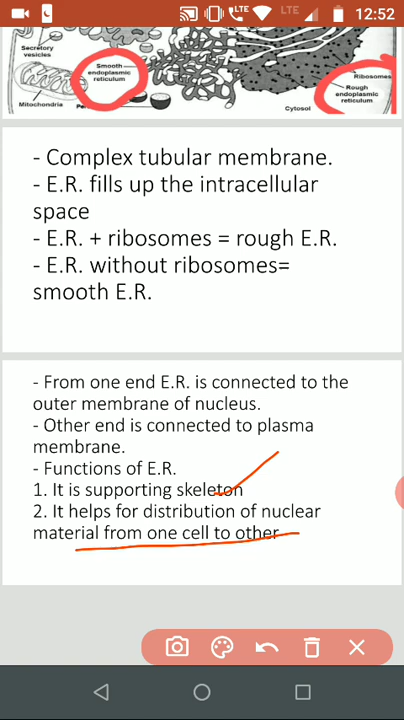 LTE LTE 12:52
Secretory
vesicles
Smooth
endoplasmic
reticulum
Ribosomes
Rough
endoplasmic
reticulum
Mitochondria
Cytosol
- Complex tubular membrane.
- E.R. fills up the intracellular
space
- E.R. + ribosomes = rough E.R.
- E.R. without ribosomes=
smooth E.R.
- From one end E.R. is connected to the
outer membrane of nucleus.
- Other end is connected to plasma
membrane.
- Functions of E.R.
1. It is supporting skeleton
2. It helps for distribution of nuclear
material from one cell to other